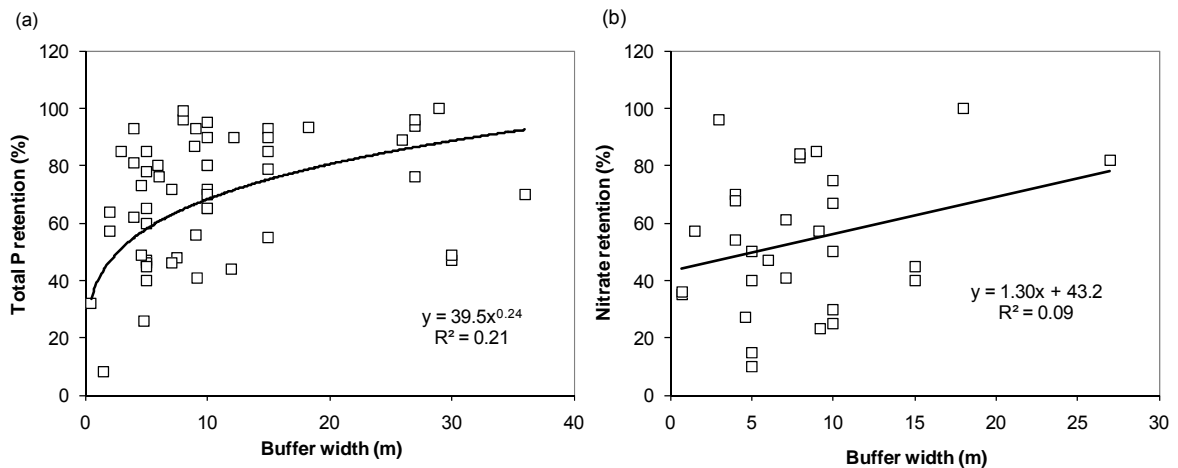 (a)
120
100
80
60
40
20
0
Total P retention (%)
0 10 20 30 40
Buffer width (m)
y = 39.5x^0.24
R² = 0.21
(b)
120
100
80
60
40
20
0
Nitrate retention (%)
0 5 10 15 20 25 30
Buffer width (m)
y = 1.30x + 43.2
R² = 0.09